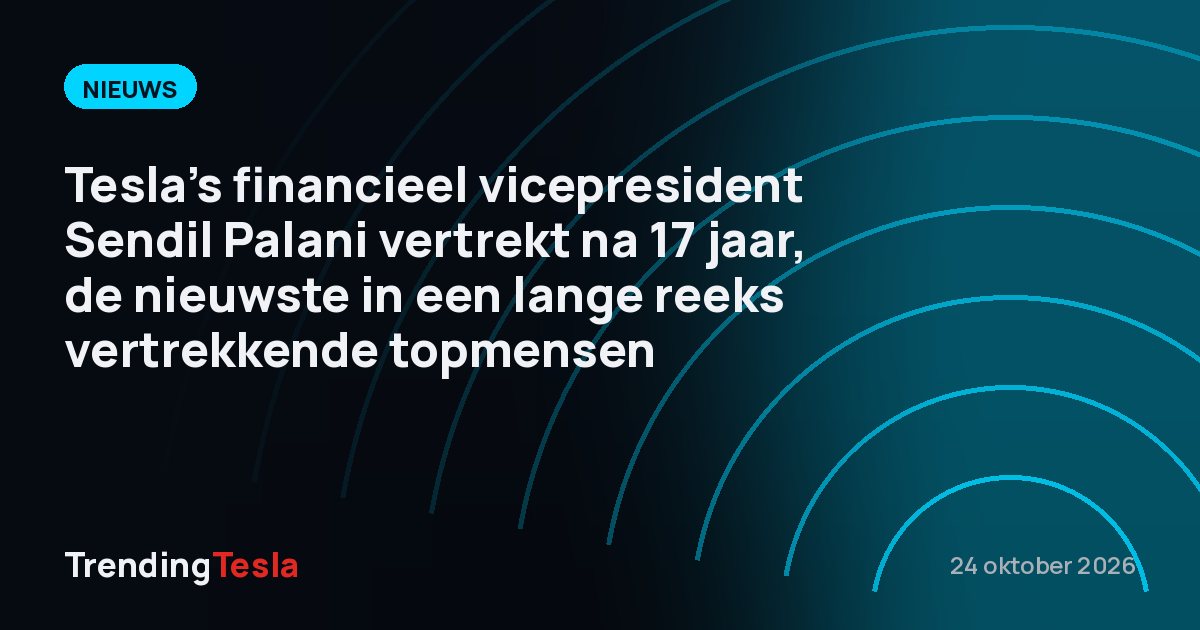 NIEUWS
Tesla’s financieel vicepresident
Sendil Palani vertrekt na 17 jaar,
de nieuwste in een lange reeks
vertrekkende topmensen
TrendingTesla
24 oktober 2026